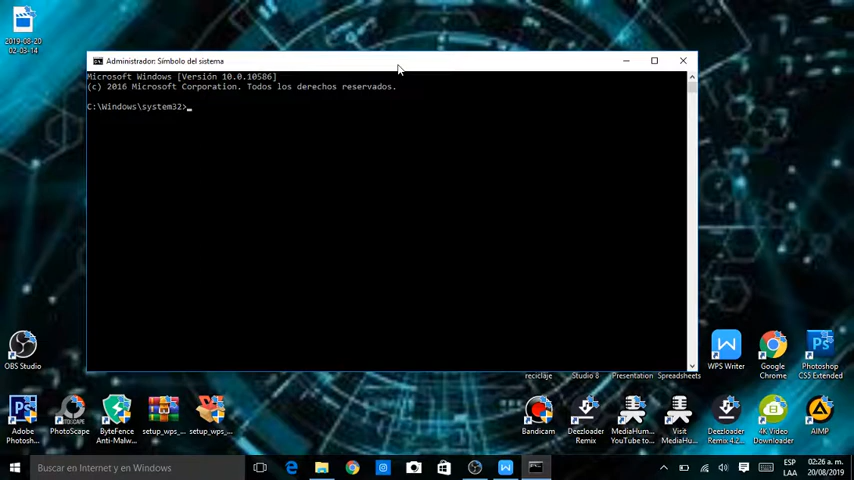 2019-08-20
02-03-14
Administrador: Símbolo del sistema
Microsoft Windows [Versión 10.0.10586]
(c) 2016 Microsoft Corporation. Todos los derechos reservados.
C:\Windows\system32>
OBS Studio
reciclaje
Studio 8
Presentation
Spreadsheets
WPS Writer
Google
Chrome
Photoshop
CS5 Extended
Adobe
Photosh...
PhotoScape
ByteFence
Anti-Malw...
setup_wps_...
setup_wps_...
Bandicam
Deezloader
Remix
MediaHum...
YouTube to...
Visit
MediaHu...
Deezloader
Remix 4.2...
4K Video
Downloader
AIMP
Buscar en Internet y en Windows
ESP
LAA
02:26 a. m.
20/08/2019